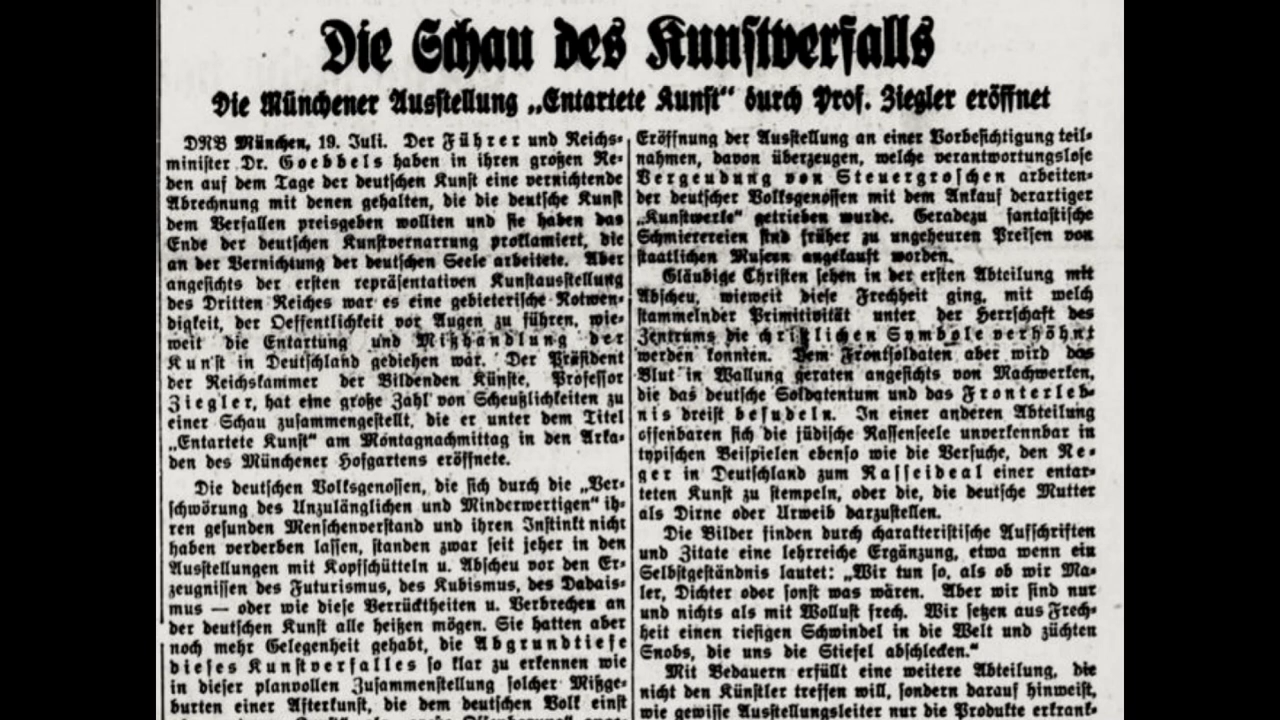 Die Schau des Kunstverfalls
Die Münchener Ausstellung „Entartete Kunst“ durch Prof. Ziegler eröffnet
DNB München, 19. Juli. Der Führer und Reichs-
minister Dr. Goebbels haben in ihren großen Re-
den auf dem Tage der deutschen Kunst eine vernichtende
Abrechnung mit denen gehalten, die die deutsche Kunst
dem Verfallen preisgeben wollten und sie haben das
Ende der deutschen Kunstvernarrung proklamiert, die
an der Vernichtung der deutschen Seele arbeitete. Aber
angesichts der ersten repräsentativen Kunstausstellung
des Dritten Reiches war es eine gebieterische Notwen-
digkeit, der Oeffentlichkeit vor Augen zu führen, wie-
weit die Entartung und Mißhandlung der
Kunst in Deutschland gediehen war. Der Präsident
der Reichskammer der Bildenden Künste, Professor
Ziegler, hat eine große Zahl von Scheußlichkeiten zu
einer Schau zusammengestellt, die er unter dem Titel
„Entartete Kunst“ am Montagnachmittag in den Arka-
den des Münchener Hofgartens eröffnete.
Die deutschen Volksgenossen, die sich durch die „Ver-
schwörung des Unzulänglichen und Minderwertigen“ ih-
ren gesunden Menschenverstand und ihren Instinkt nicht
haben verderben lassen, standen zwar seit jeher in den
Ausstellungen mit Kopfschütteln u. Abscheu vor den Er-
zeugnissen des Futurismus, des Kubismus, des Dadais-
mus — oder wie diese Verrücktheiten u. Verbrechen an
der deutschen Kunst alle heißen mögen. Sie hatten aber
noch mehr Gelegenheit gehabt, die Abgrundtiefe
dieses Kunstverfalles so klar zu erkennen wie
in dieser planvollen Zusammenstellung solcher Mißge-
burten einer Afterkunst, die dem deutschen Volk einst
Eröffnung der Ausstellung an einer Vorbesichtigung teil-
nahmen, davon überzeugen, welche verantwortungslose
Vergeudung von Steuergroschen arbeiten-
der deutscher Volksgenossen mit dem Ankauf derartiger
„Kunstwerke“ getrieben wurde. Geradezu fantastische
Schmierereien sind früher zu ungeheuren Preisen von
staatlichen Museen angekauft worden.
Gläubige Christen sehen in der ersten Abteilung mit
Abscheu, wieweit diese Frechheit ging, mit welch
stammelnder Primitivität unter der Herrschaft des
Zentrums die christlichen Symbole verhöhnt
werden konnten. Dem Frontsoldaten aber wird das
Blut in Wallung geraten angesichts von Machwerken,
die das deutsche Soldatentum und das Fronterleb-
nis dreist besudeln. In einer anderen Abteilung
offenbaren sich die jüdische Rassenseele unverkennbar in
typischen Beispielen ebenso wie die Versuche, den Ne-
ger in Deutschland zum Rasseideal einer entar-
teten Kunst zu stempeln, oder die, die deutsche Mutter
als Dirne oder Urweib darzustellen.
Die Bilder finden durch charakteristische Aufschriften
und Zitate eine lehrreiche Ergänzung, etwa wenn ein
Selbstgeständnis lautet: „Wir tun so, als ob wir Ma-
ler, Dichter oder sonst was wären. Aber wir sind nur
und nichts als mit Wollust frech. Wir setzen aus Frech-
heit einen riesigen Schwindel in die Welt und züchten
Snobs, die uns die Stiefel abschlecken.“
Mit Bedauern erfüllt eine weitere Abteilung, die
nicht den Künstler treffen will, sondern darauf hinweist,
wie gewisse Ausstellungsleiter nur die Produkte erkrank-